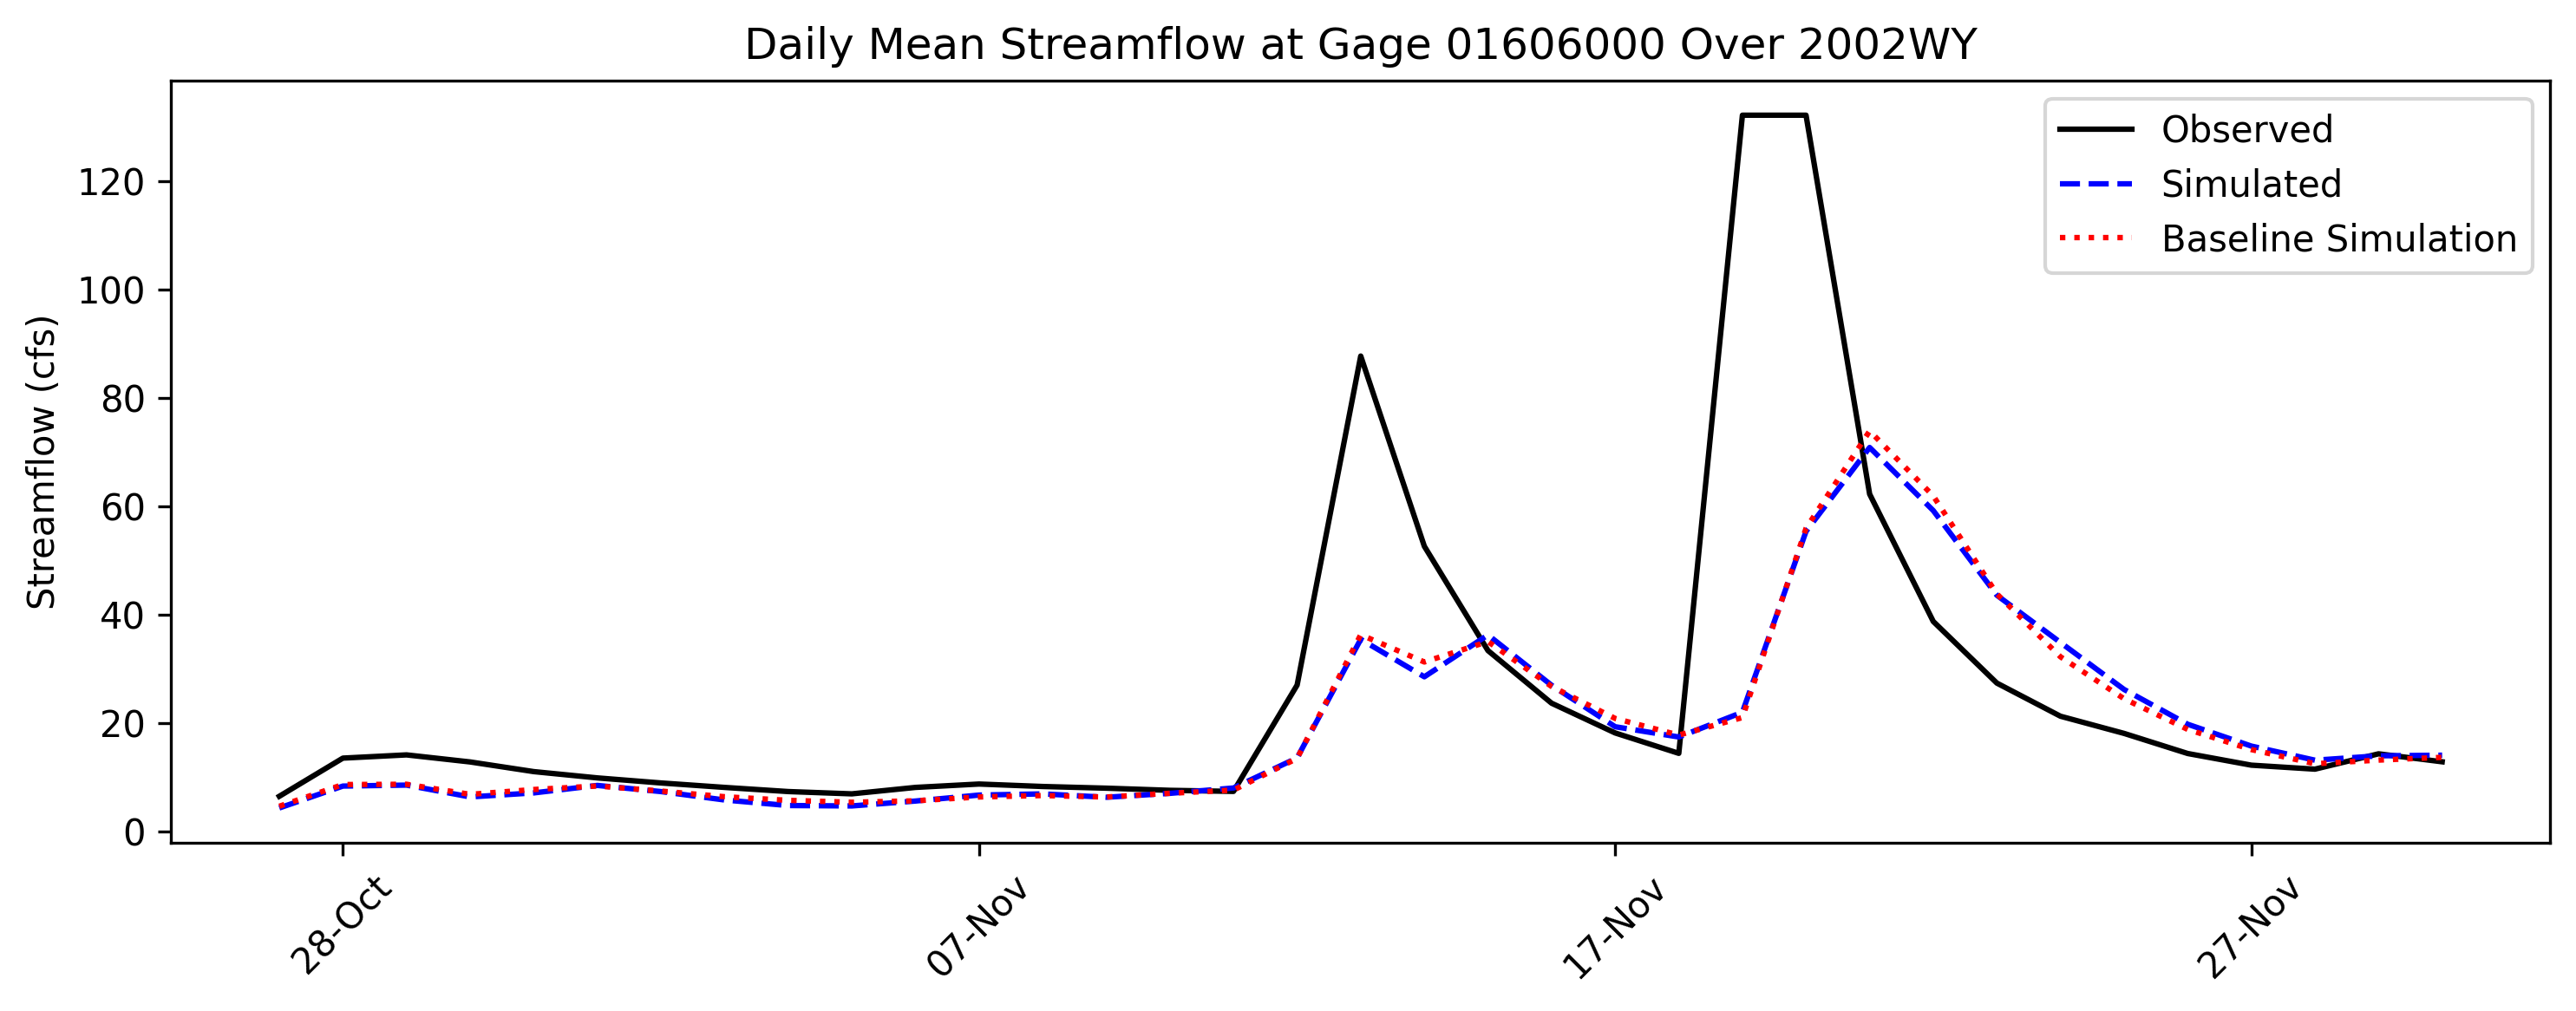 Daily Mean Streamflow at Gage 01606000 Over 2002WY
Streamflow (cfs)
120
100
80
60
40
20
0
28-Oct
07-Nov
17-Nov
27-Nov
Observed
Simulated
Baseline Simulation